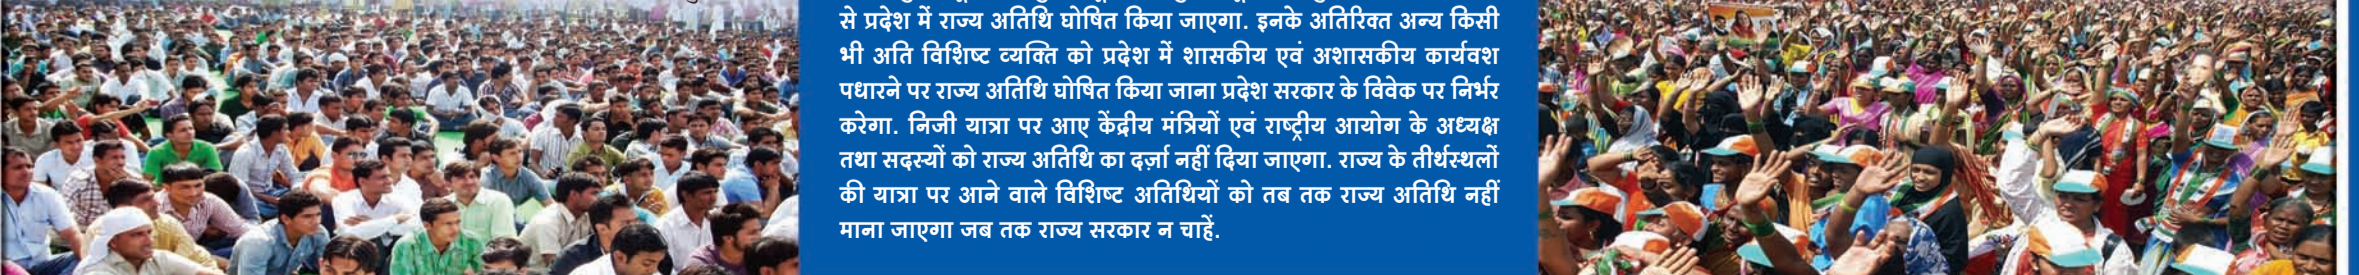 से प्रदेश में राज्य अतिथि घोषित किया जाएगा. इनके अतिरिक्त अन्य किसी
भी अति विशिष्ट व्यक्ति को प्रदेश में शासकीय एवं अशासकीय कार्यवश
पधारने पर राज्य अतिथि घोषित किया जाना प्रदेश सरकार के विवेक पर निर्भर
करेगा. निजी यात्रा पर आए केंद्रीय मंत्रियों एवं राष्ट्रीय आयोग के अध्यक्ष
तथा सदस्यों को राज्य अतिथि का दर्ज़ा नहीं दिया जाएगा. राज्य के तीर्थस्थलों
की यात्रा पर आने वाले विशिष्ट अतिथियों को तब तक राज्य अतिथि नहीं
माना जाएगा जब तक राज्य सरकार न चाहें.